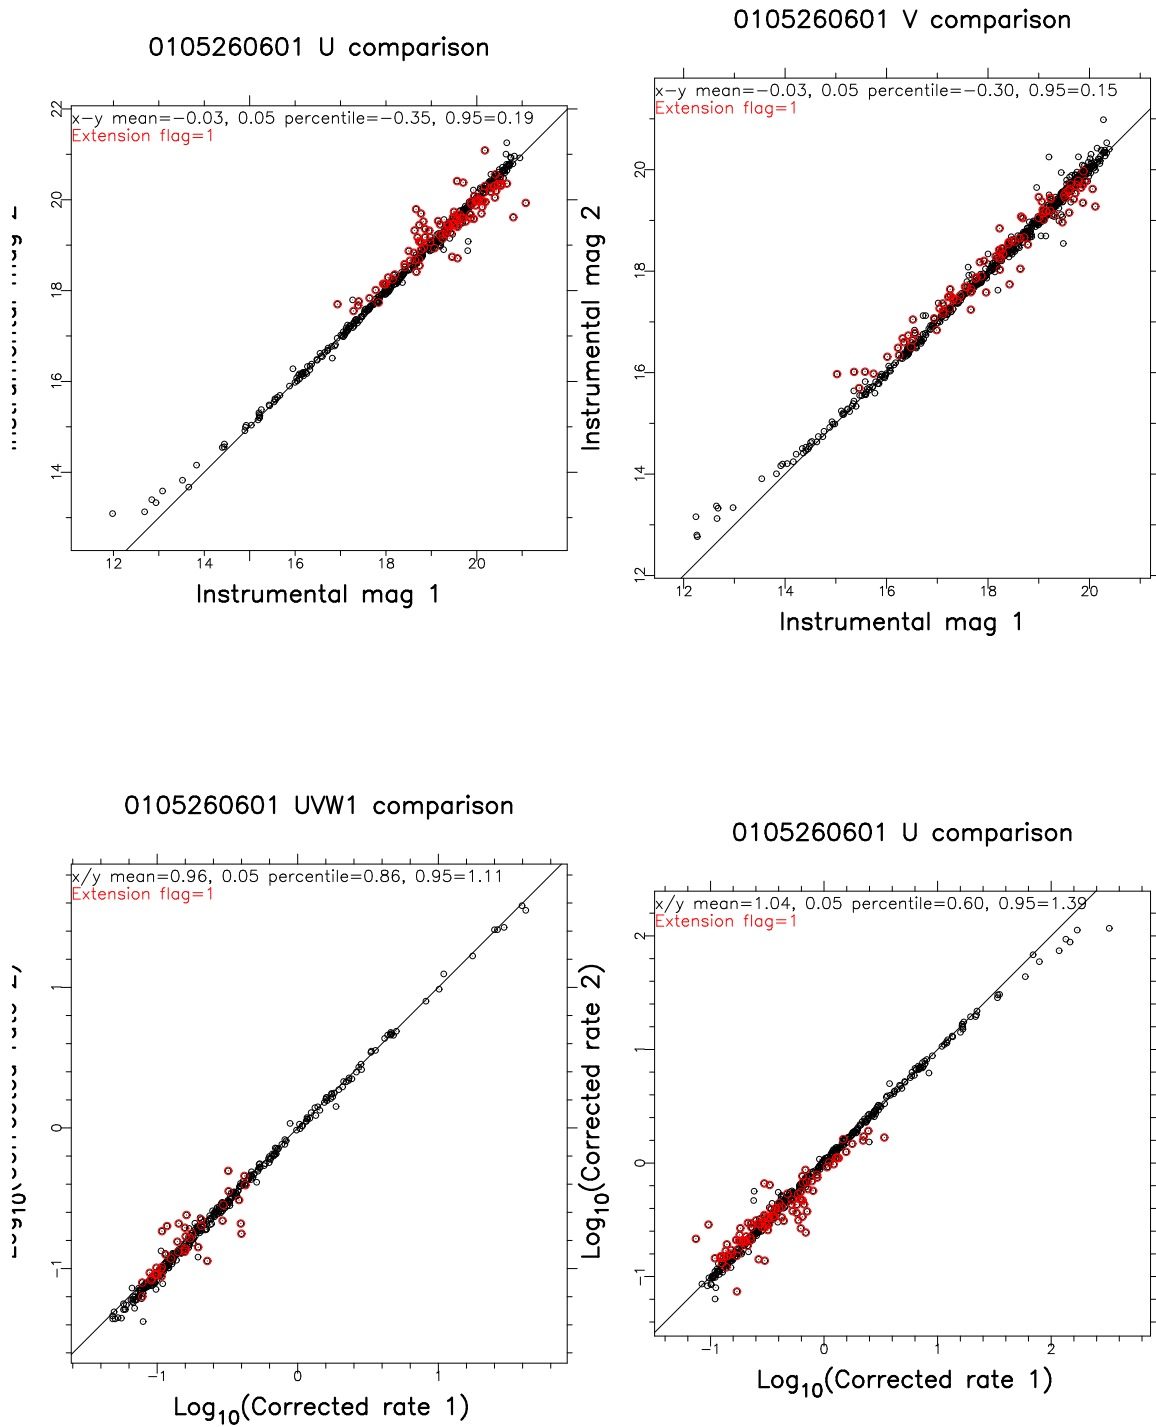 0105260601 U comparison
x-y mean=-0.03, 0.05 percentile=-0.35, 0.95=0.19
Extension flag=1
22
20
18
16
14
12 14 16 18 20
Instrumental mag 1
0105260601 V comparison
x-y mean=-0.03, 0.05 percentile=-0.30, 0.95=0.15
Extension flag=1
Instrumental mag 2
20
18
16
14
12
12 14 16 18 20
Instrumental mag 1
0105260601 UVW1 comparison
x/y mean=0.96, 0.05 percentile=0.86, 0.95=1.11
Extension flag=1
1
0
-1
-1 0 1
Log10(Corrected rate 1)
0105260601 U comparison
x/y mean=1.04, 0.05 percentile=0.60, 0.95=1.39
Extension flag=1
Log10(Corrected rate 2)
2
1
0
-1
-1 0 1 2
Log10(Corrected rate 1)